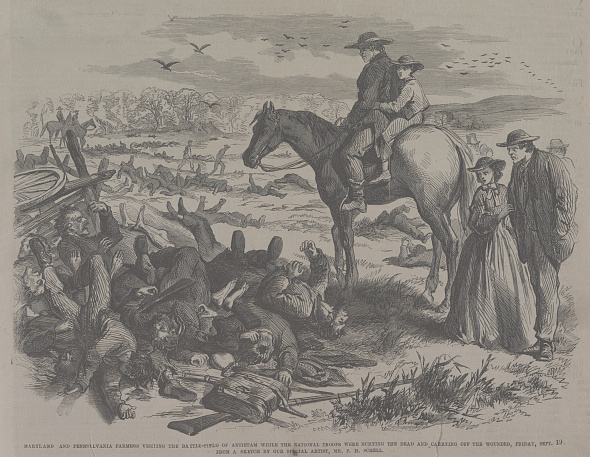 MARYLAND AND PENNSYLVANIA FARMERS VISITING THE BATTLE-FIELD OF ANTIETAM WHILE THE NATIONAL TROOPS WERE BURYING THE DEAD AND CARRYING OFF THE WOUNDED, FRIDAY, SEPT. 19.
FROM A SKETCH BY OUR SPECIAL ARTIST, MR. F. H. SCHELL.